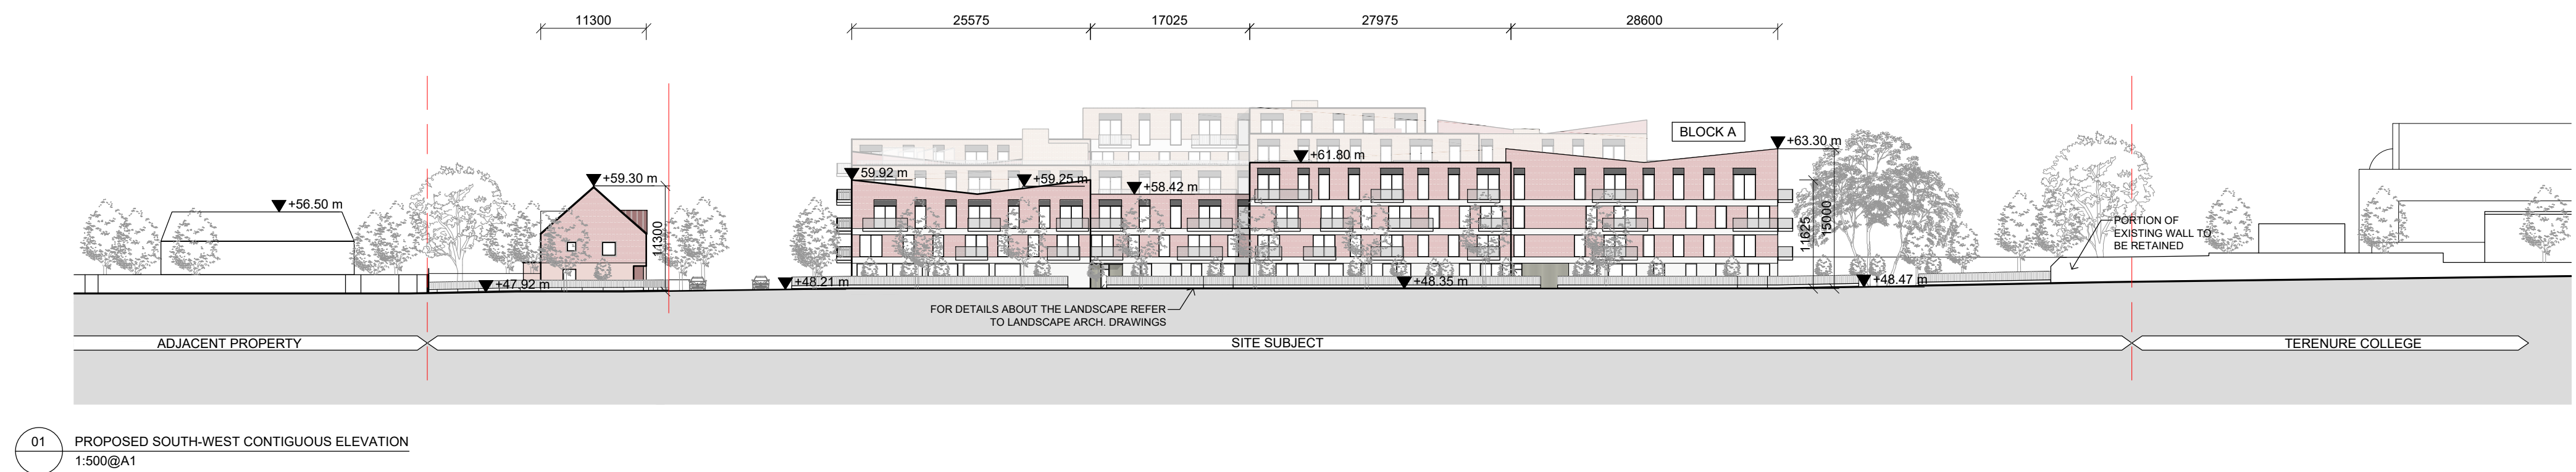 11300
25575
17025
27975
28600
BLOCK A
+63.30 m
+61.80 m
59.92 m
+59.25 m
+58.42 m
+59.30 m
+56.50 m
11300
11625
15000
PORTION OF
EXISTING WALL TO
BE RETAINED
+47.92 m
+48.21 m
+48.35 m
+48.47 m
FOR DETAILS ABOUT THE LANDSCAPE REFER
TO LANDSCAPE ARCH. DRAWINGS
ADJACENT PROPERTY
SITE SUBJECT
TERENURE COLLEGE
01
PROPOSED SOUTH-WEST CONTIGUOUS ELEVATION
1:500@A1